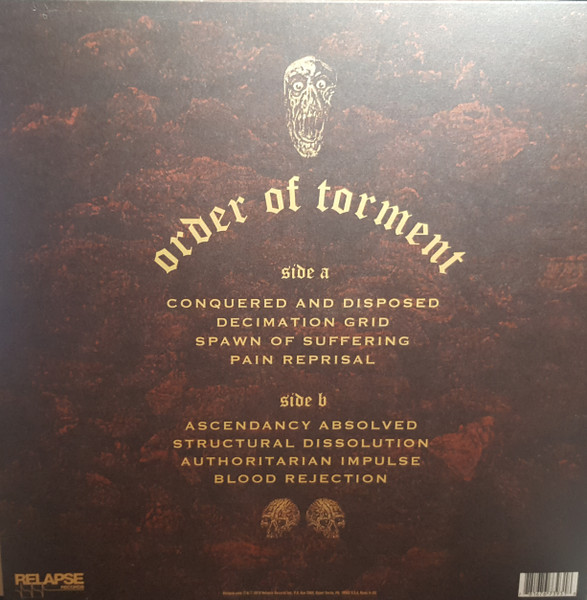 order of torment
side a
CONQUERED AND DISPOSED
DECIMATION GRID
SPAWN OF SUFFERING
PAIN REPRISAL
side b
ASCENDANCY ABSOLVED
STRUCTURAL DISSOLUTION
AUTHORITARIAN IMPULSE
BLOOD REJECTION
RELAPSE
RECORDS